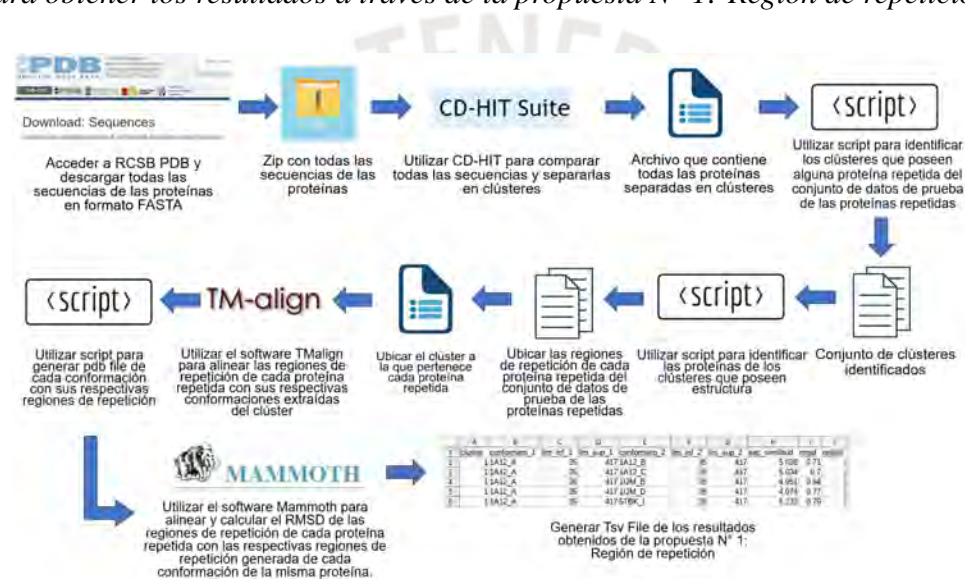 para obtener los resultados a través de la propuesta N° 1: Región de repetición
TENEB
PDB
Download: Sequences
Acceder a RCSB PDB y
descargar todas las
secuencias de las proteínas
en formato FASTA
Zip con todas las
secuencias de las
proteínas
CD-HIT Suite
Utilizar CD-HIT para comparar
todas las secuencias y separarlas
en clústeres
Archivo que contiene
todas las proteínas
separadas en clústeres
<script>
Utilizar script para identificar
los clústeres que poseen
alguna proteína repetida del
conjunto de datos de prueba
de las proteínas repetidas
Conjunto de clústeres
identificados
<script>
Utilizar script para identificar
las proteínas de los
clústeres que poseen
estructura
Ubicar las regiones
de repetición de cada
proteína repetida del
conjunto de datos de
prueba de las
proteínas repetidas
Ubicar el clúster a
la que pertenece
cada proteína
repetida
TM-align
Utilizar el software TMalign
para alinear las regiones de
repetición de cada proteína
repetida con sus respectivas
conformaciones extraídas
del clúster
<script>
Utilizar script para
generar pdb file de
cada conformación
con sus respectivas
regiones de repetición
MAMMOTH
Utilizar el software Mammoth para
alinear y calcular el RMSD de las
regiones de repetición de cada proteína
repetida con las respectivas regiones de
repetición generada de cada
conformación de la misma proteína.
Generar Tsv File de los resultados
obtenidos de la propuesta N° 1:
Región de repetición